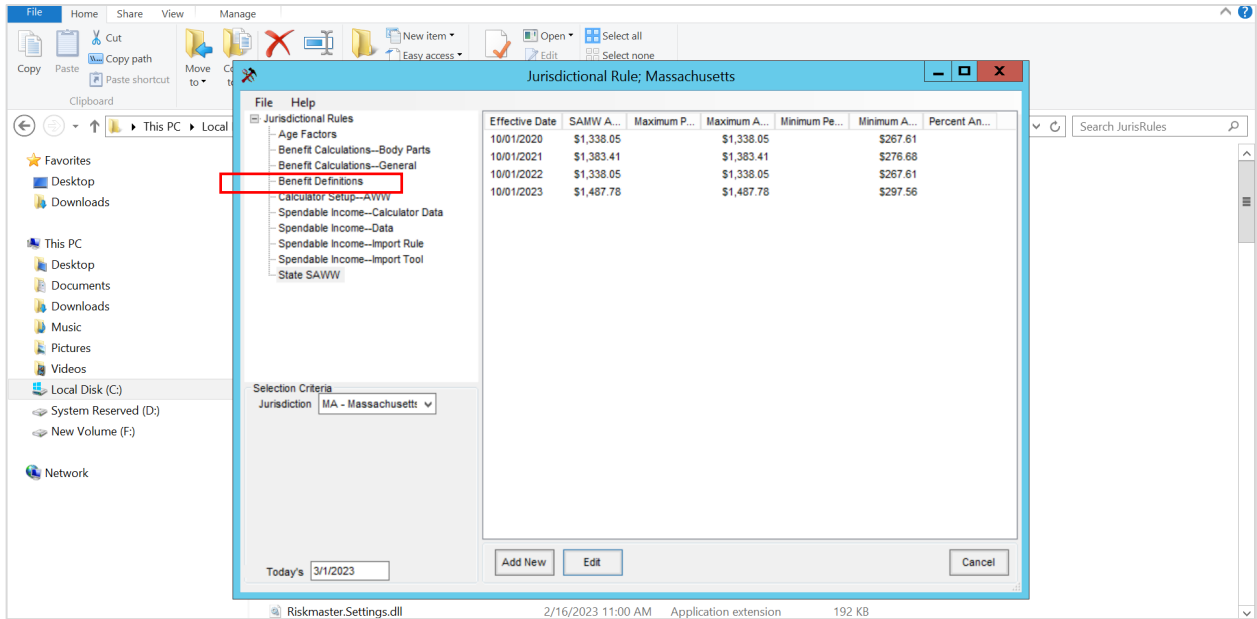 File Home Share View Manage
Cut
Copy path
Paste shortcut
Copy Paste
Move to
New item
Easy access
Open
Edit
Select all
Select none
Clipboard
This PC Local
Search JurisRules
Favorites
Desktop
Downloads
This PC
Desktop
Documents
Downloads
Music
Pictures
Videos
Local Disk (C:)
System Reserved (D:)
New Volume (F:)
Network
Jurisdictional Rule; Massachusetts
File Help
Jurisdictional Rules
Age Factors
Benefit Calculations--Body Parts
Benefit Calculations--General
Benefit Definitions
Calculator Setup--AWW
Spendable Income--Calculator Data
Spendable Income--Data
Spendable Income--Import Rule
Spendable Income--Import Tool
State SAWW
Selection Criteria
Jurisdiction MA - Massachusetts
Today's 3/1/2023
Effective Date SAMW A... Maximum P... Maximum A... Minimum Pe... Minimum A... Percent An...
10/01/2020 $1,338.05 $1,338.05 $267.61
10/01/2021 $1,383.41 $1,383.41 $276.68
10/01/2022 $1,338.05 $1,338.05 $267.61
10/01/2023 $1,487.78 $1,487.78 $297.56
Add New Edit Cancel
Riskmaster.Settings.dll 2/16/2023 11:00 AM Application extension 192 KB